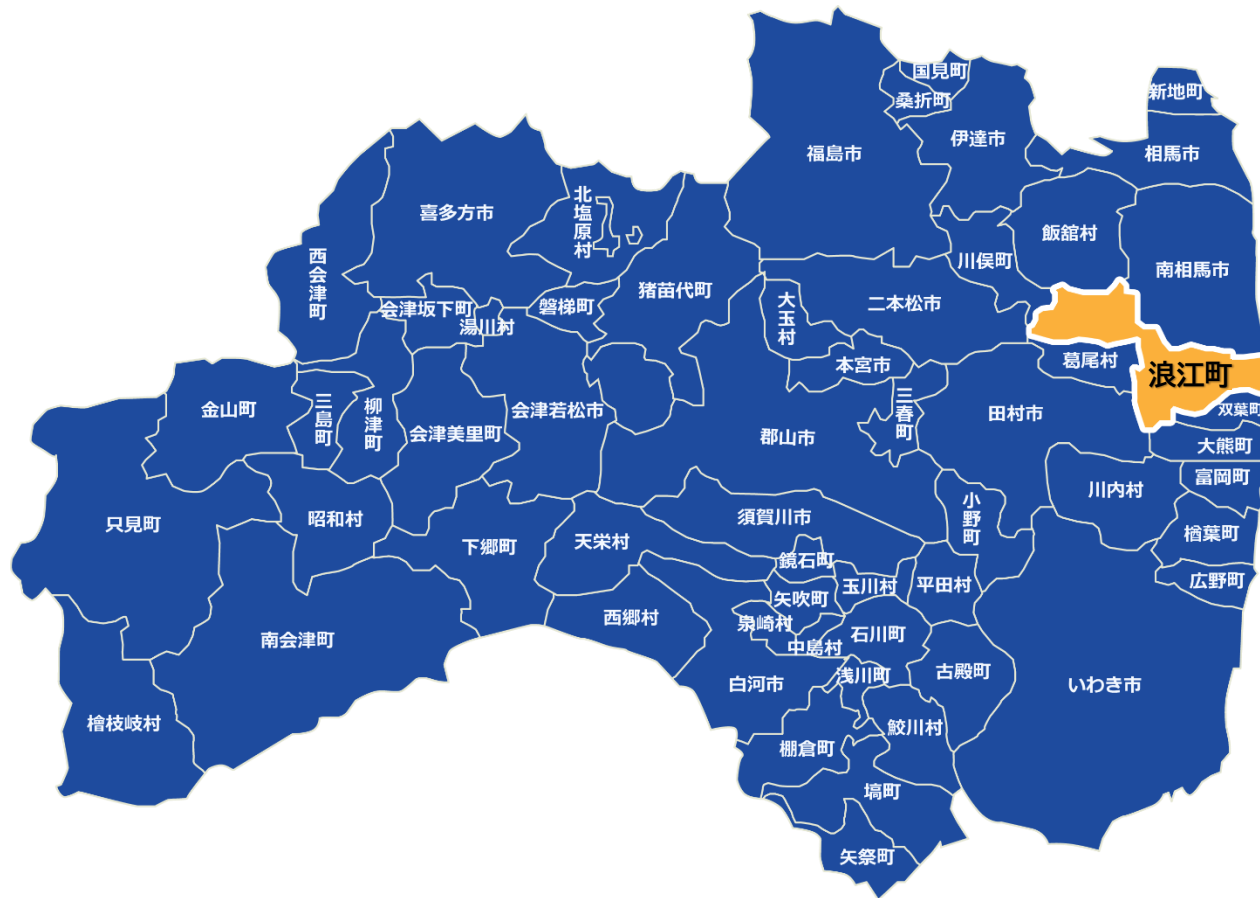 国見町
桑折町
新地町
伊達市
福島市
相馬市
北塩原村
喜多方市
飯舘村
西会津町
川俣町
南相馬市
猪苗代町
会津坂下町
湯川村
磐梯町
大玉村
二本松市
本宮市
葛尾村
浪江町
双葉町
金山町
三島町
柳津町
会津美里町
会津若松市
三春町
田村市
郡山市
大熊町
富岡町
川内村
只見町
昭和村
須賀川市
小野町
下郷町
天栄村
楢葉町
鏡石町
玉川村
平田村
広野町
矢吹町
西郷村
泉崎村
石川町
南会津町
中島村
古殿町
浅川町
白河市
いわき市
檜枝岐村
鮫川村
棚倉町
塙町
矢祭町